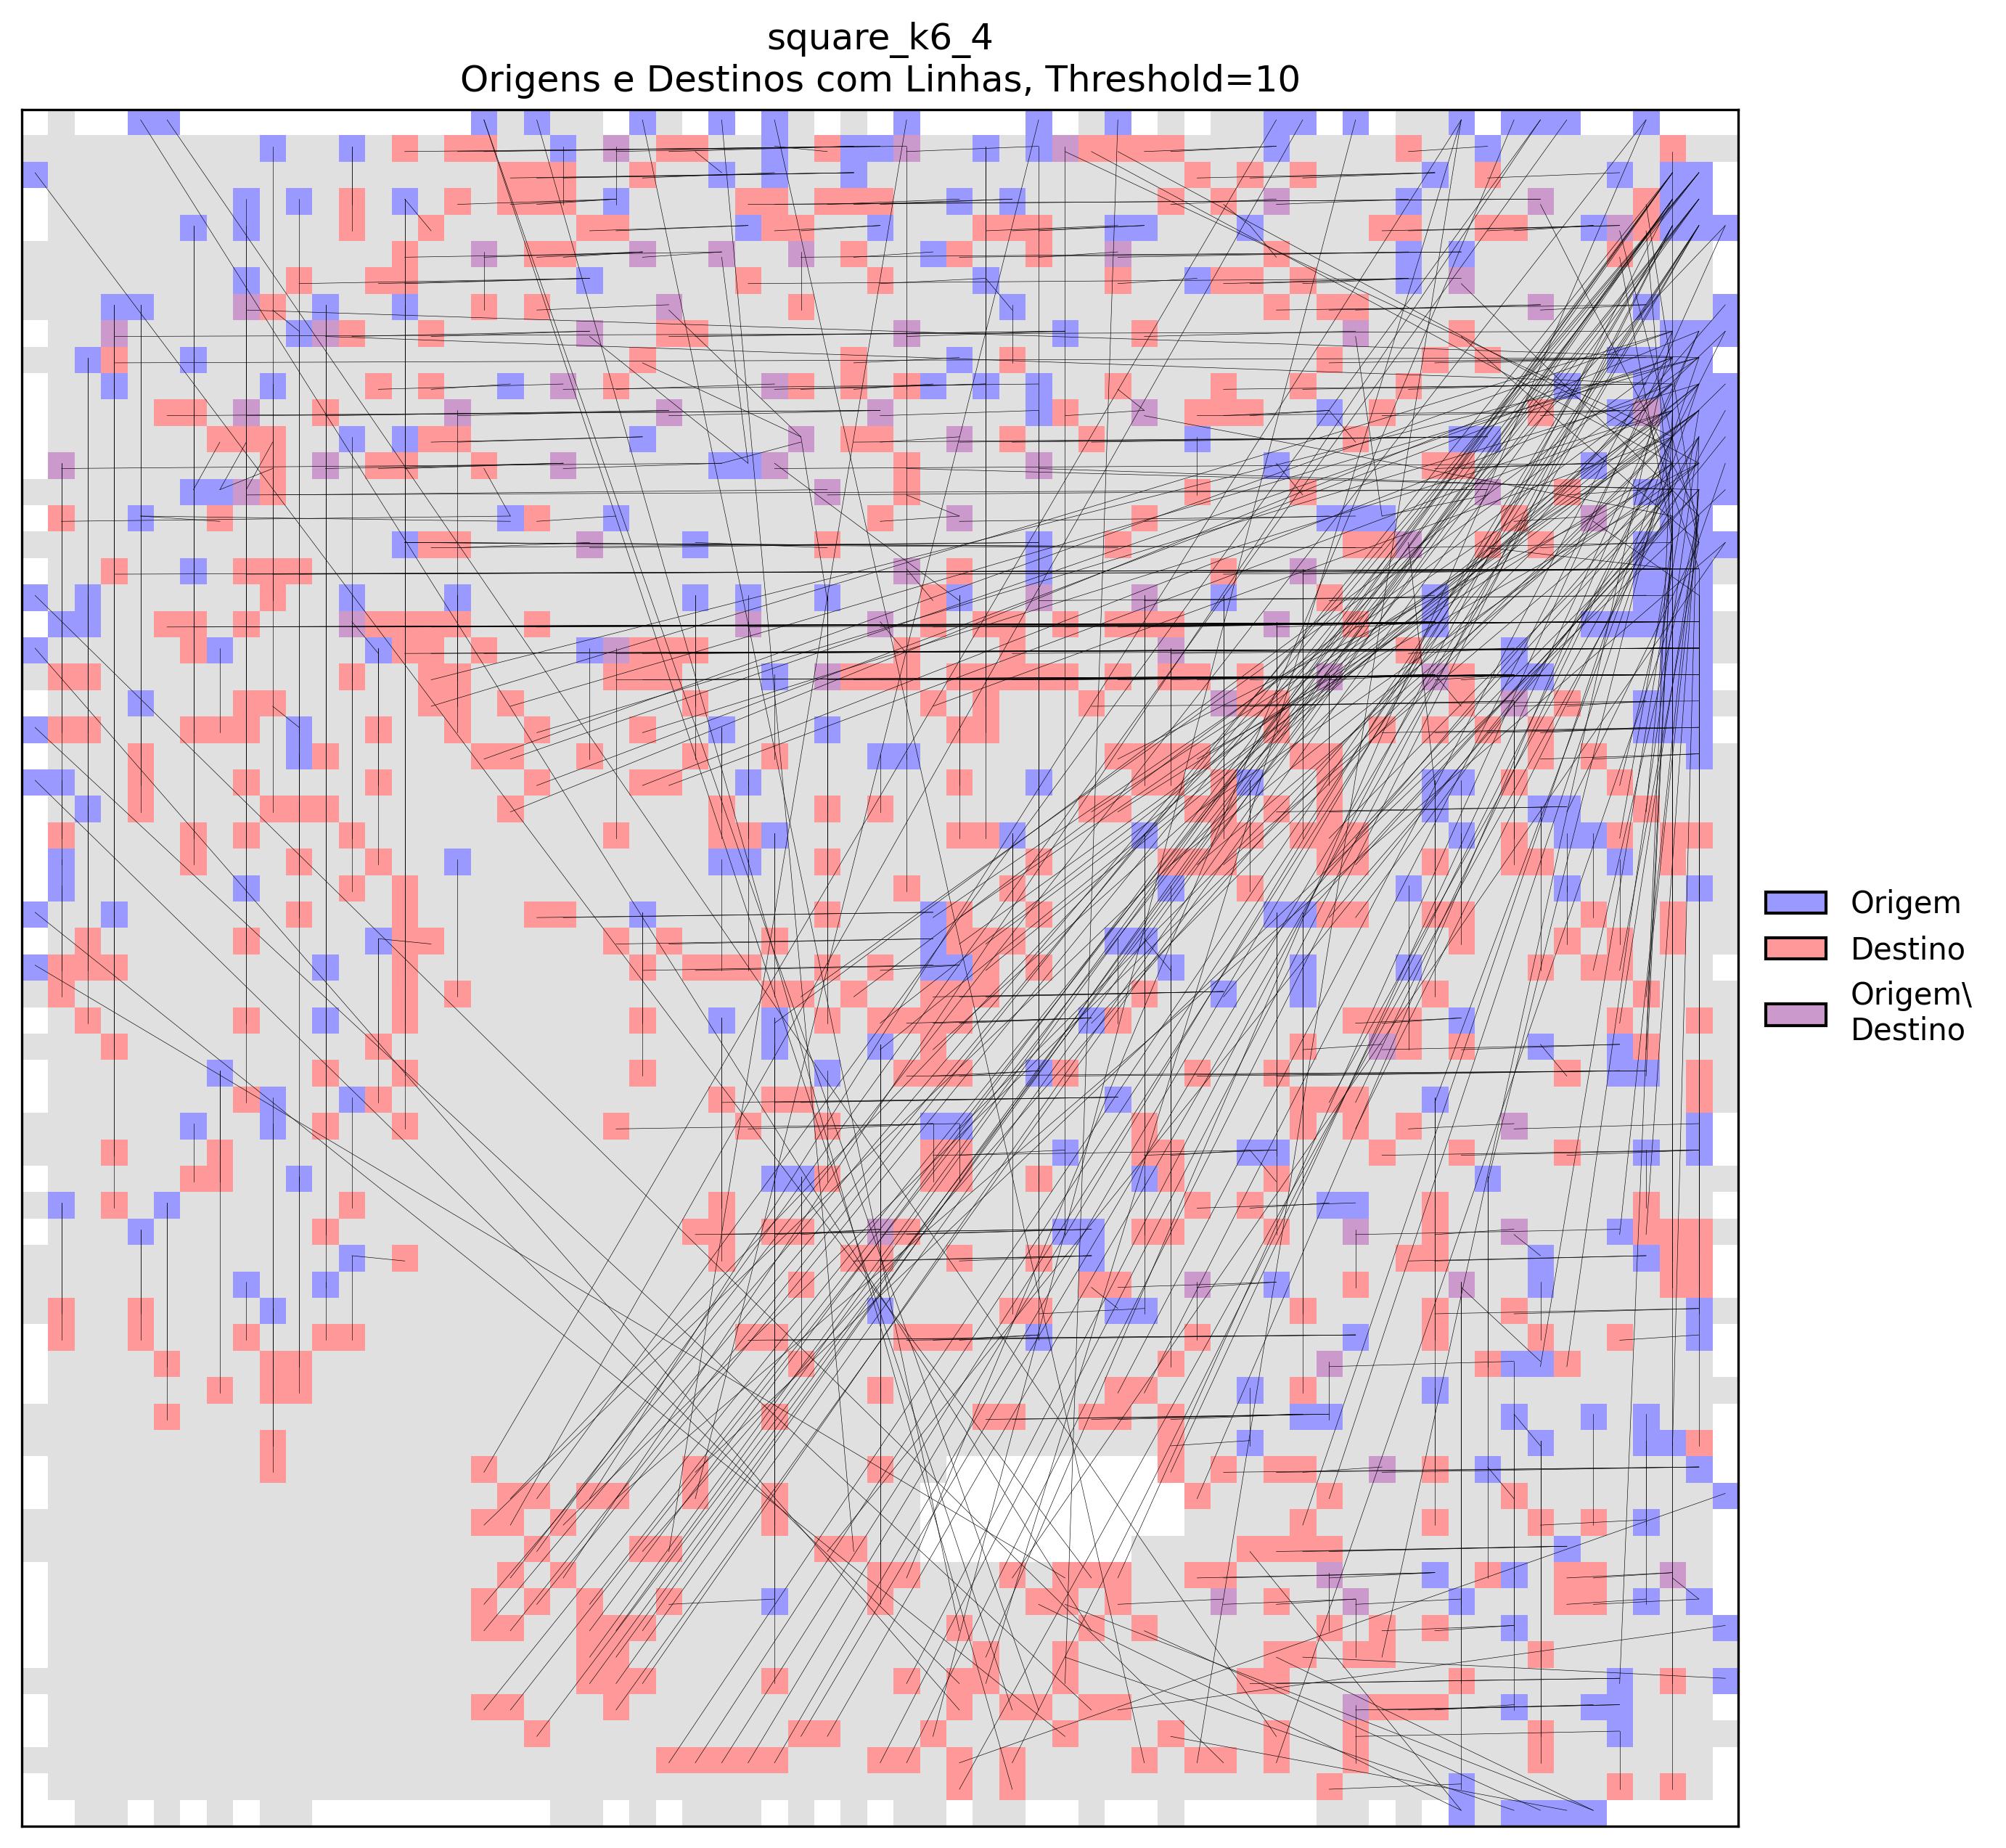 square_k6_4
Origens e Destinos com Linhas, Threshold=10
Origem
Destino
Origem\
Destino